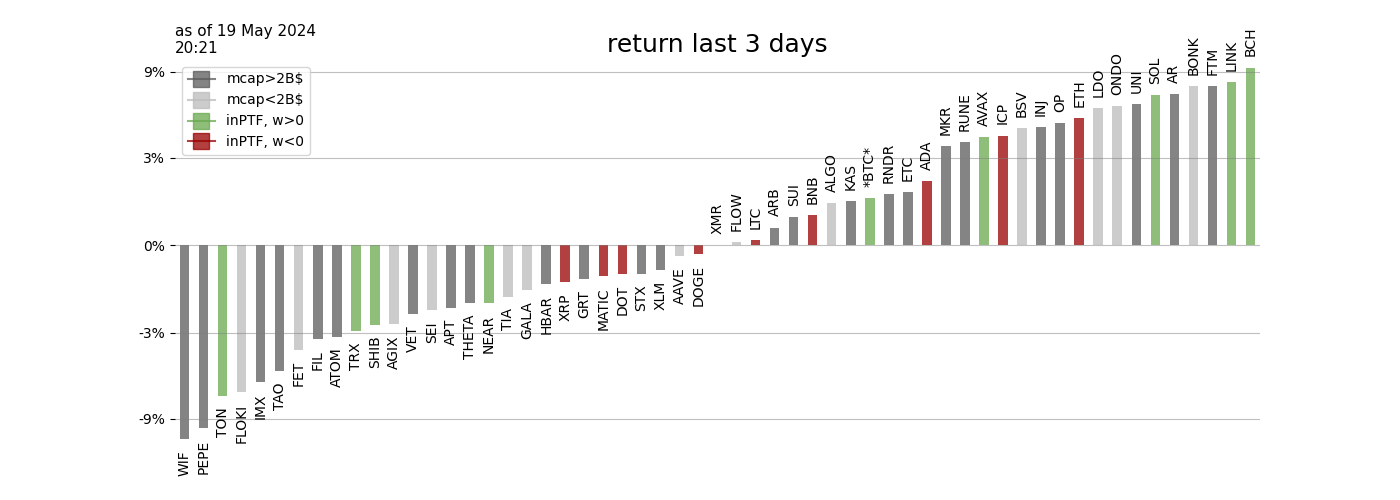 as of 19 May 2024
20:21
return last 3 days
mcap>2B$
mcap<2B$
inPTF, w>0
inPTF, w<0
9%
3%
0%
-3%
-9%
WIF
PEPE
TON
FLOKI
IMX
TAO
FET
FIL
ATOM
TRX
SHIB
AGIX
VET
SEI
APT
THETA
NEAR
TIA
GALA
HBAR
XRP
GRT
MATIC
DOT
STX
XLM
AAVE
DOGE
XMR
FLOW
LTC
ARB
SUI
BNB
ALGO
KAS
*BTC*
RNDR
ETC
ADA
MKR
RUNE
AVAX
ICP
BSV
INJ
OP
ETH
LDO
ONDO
UNI
SOL
AR
BONK
FTM
LINK
BCH